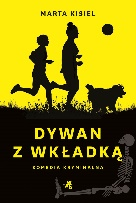 MARTA KISIEL
DYWAN
Z WKŁADKĄ
KOMEDIA KRYMINALNA